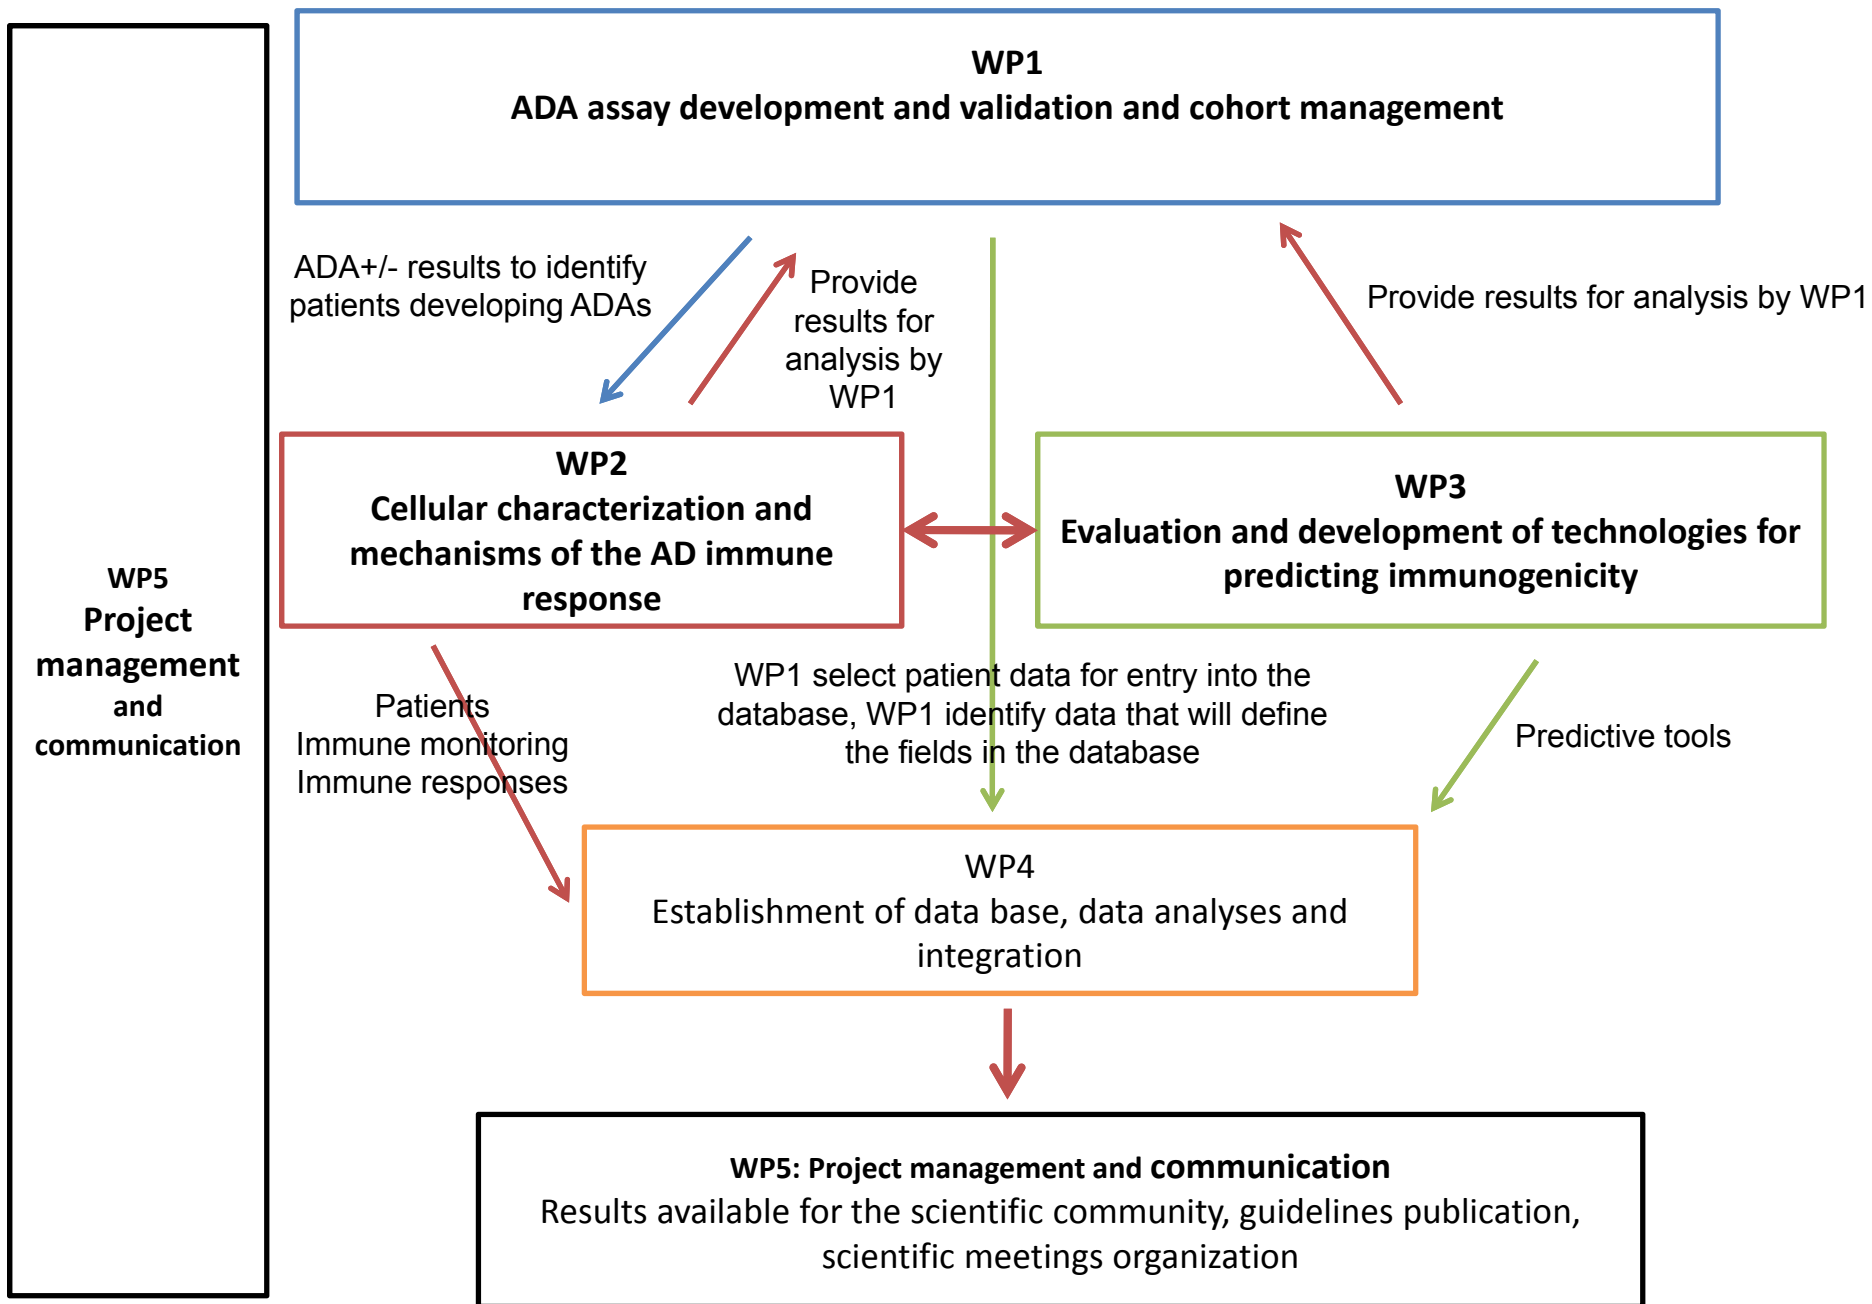 WP1
ADA assay development and validation and cohort management
ADA+/- results to identify
patients developing ADAs
Provide
results for
analysis by
WP1
Provide results for analysis by WP1
WP2
Cellular characterization and
mechanisms of the AD immune
response
WP3
Evaluation and development of technologies for
predicting immunogenicity
WP5
Project
management
and
communication
Patients
Immune monitoring
Immune responses
WP1 select patient data for entry into the
database, WP1 identify data that will define
the fields in the database
Predictive tools
WP4
Establishment of data base, data analyses and
integration
WP5: Project management and communication
Results available for the scientific community, guidelines publication,
scientific meetings organization